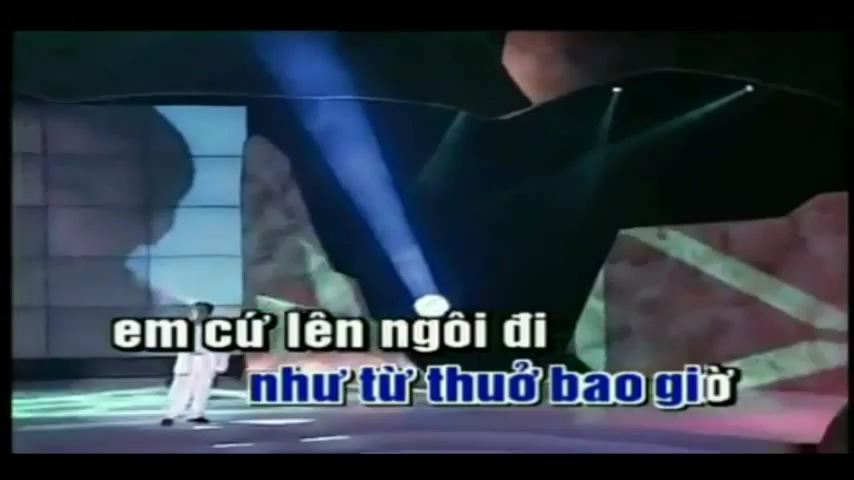 em cứ lên ngôi đi
như từ thuở bao giờ